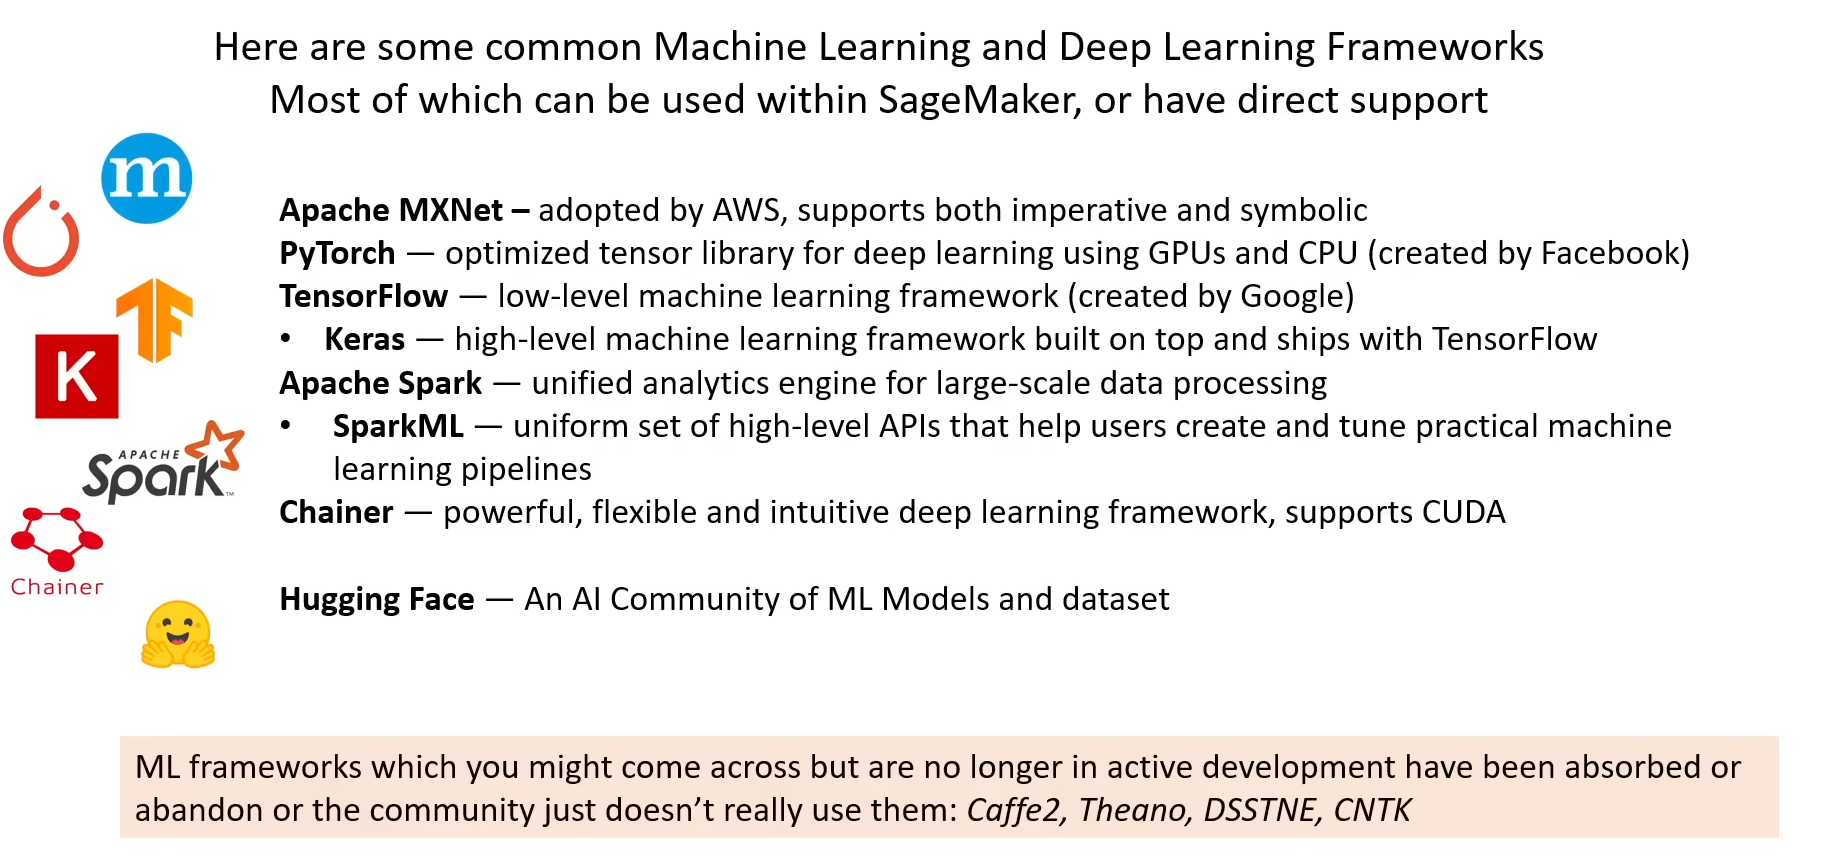 Here are some common Machine Learning and Deep Learning Frameworks
Most of which can be used within SageMaker, or have direct support
m
Apache MXNet – adopted by AWS, supports both imperative and symbolic
PyTorch — optimized tensor library for deep learning using GPUs and CPU (created by Facebook)
TensorFlow — low-level machine learning framework (created by Google)
TF
• Keras — high-level machine learning framework built on top and ships with TensorFlow
K
Apache Spark — unified analytics engine for large-scale data processing
• SparkML — uniform set of high-level APIs that help users create and tune practical machine
learning pipelines
APACHE
Spark™
Chainer — powerful, flexible and intuitive deep learning framework, supports CUDA
Chainer
Hugging Face — An AI Community of ML Models and dataset
ML frameworks which you might come across but are no longer in active development have been absorbed or
abandon or the community just doesn’t really use them: Caffe2, Theano, DSSTNE, CNTK